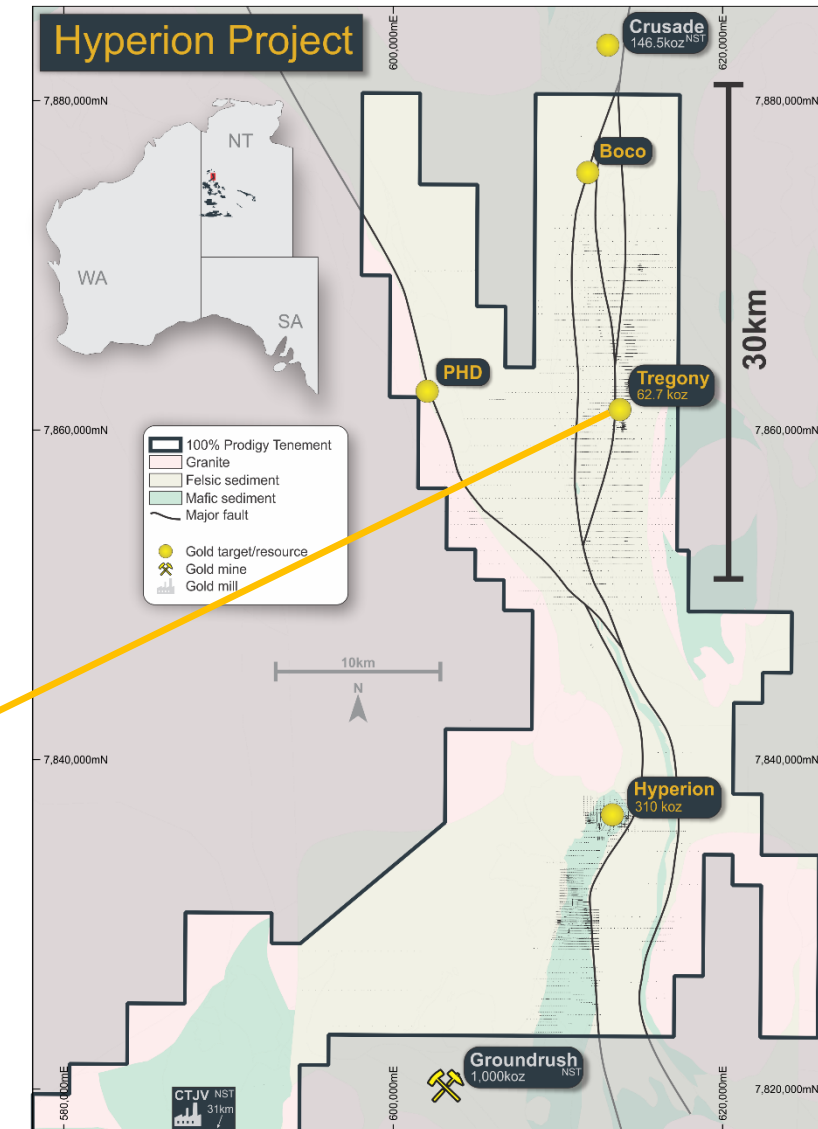 Hyperion Project
600,000mE
620,000mE
Crusade
146.5koz NST
7,880,000mN
7,880,000mN
NT
WA
SA
Boco
30km
PHD
Tregony
62.7 koz
7,860,000mN
7,860,000mN
100% Prodigy Tenement
Granite
Felsic sediment
Mafic sediment
Major fault
Gold target/resource
Gold mine
Gold mill
10km
N
7,840,000mN
7,840,000mN
Hyperion
310 koz
Groundrush
1,000koz NST
CTJV NST
31km
7,820,000mN
580,000mE
600,000mE
620,000mE